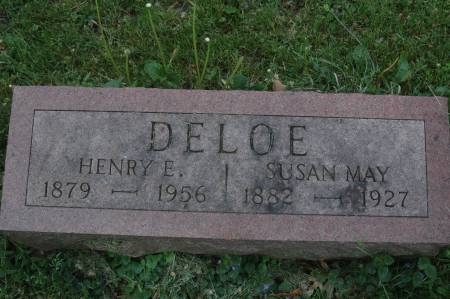 DELOE
HENRY E. SUSAN MAY
1879 — 1956 1882 — 1927